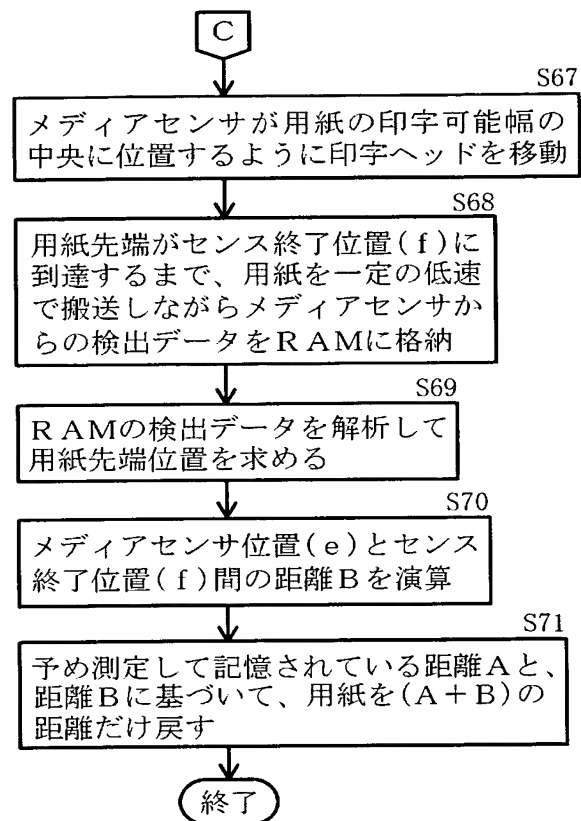 C
S67
メディアセンサが用紙の印字可能幅の
中央に位置するように印字ヘッドを移動
S68
用紙先端がセンス終了位置(f)に
到達するまで、用紙を一定の低速
で搬送しながらメディアセンサか
らの検出データをRAMに格納
S69
RAMの検出データを解析して
用紙先端位置を求める
S70
メディアセンサ位置(e)とセンス
終了位置(f)間の距離Bを演算
S71
予め測定して記憶されている距離Aと、
距離Bに基づいて、用紙を(A+B)の
距離だけ戻す
終了